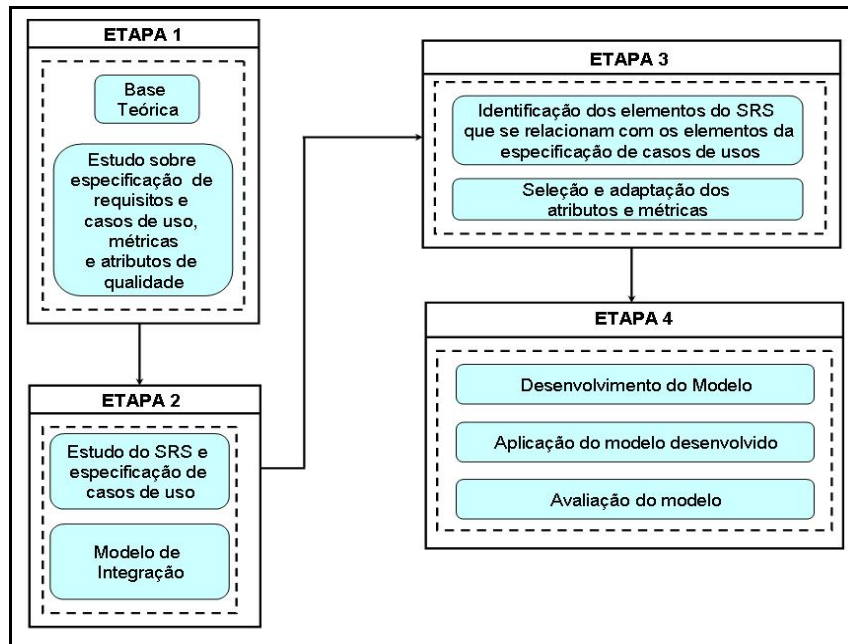 ETAPA 1
Base
Teórica
Estudo sobre
especificação de
requisitos e
casos de uso,
métricas
e atributos de
qualidade
ETAPA 2
Estudo do SRS e
especificação de
casos de uso
Modelo de
Integração
ETAPA 3
Identificação dos elementos do SRS
que se relacionam com os elementos da
especificação de casos de usos
Seleção e adaptação dos
atributos e métricas
ETAPA 4
Desenvolvimento do Modelo
Aplicação do modelo desenvolvido
Avaliação do modelo